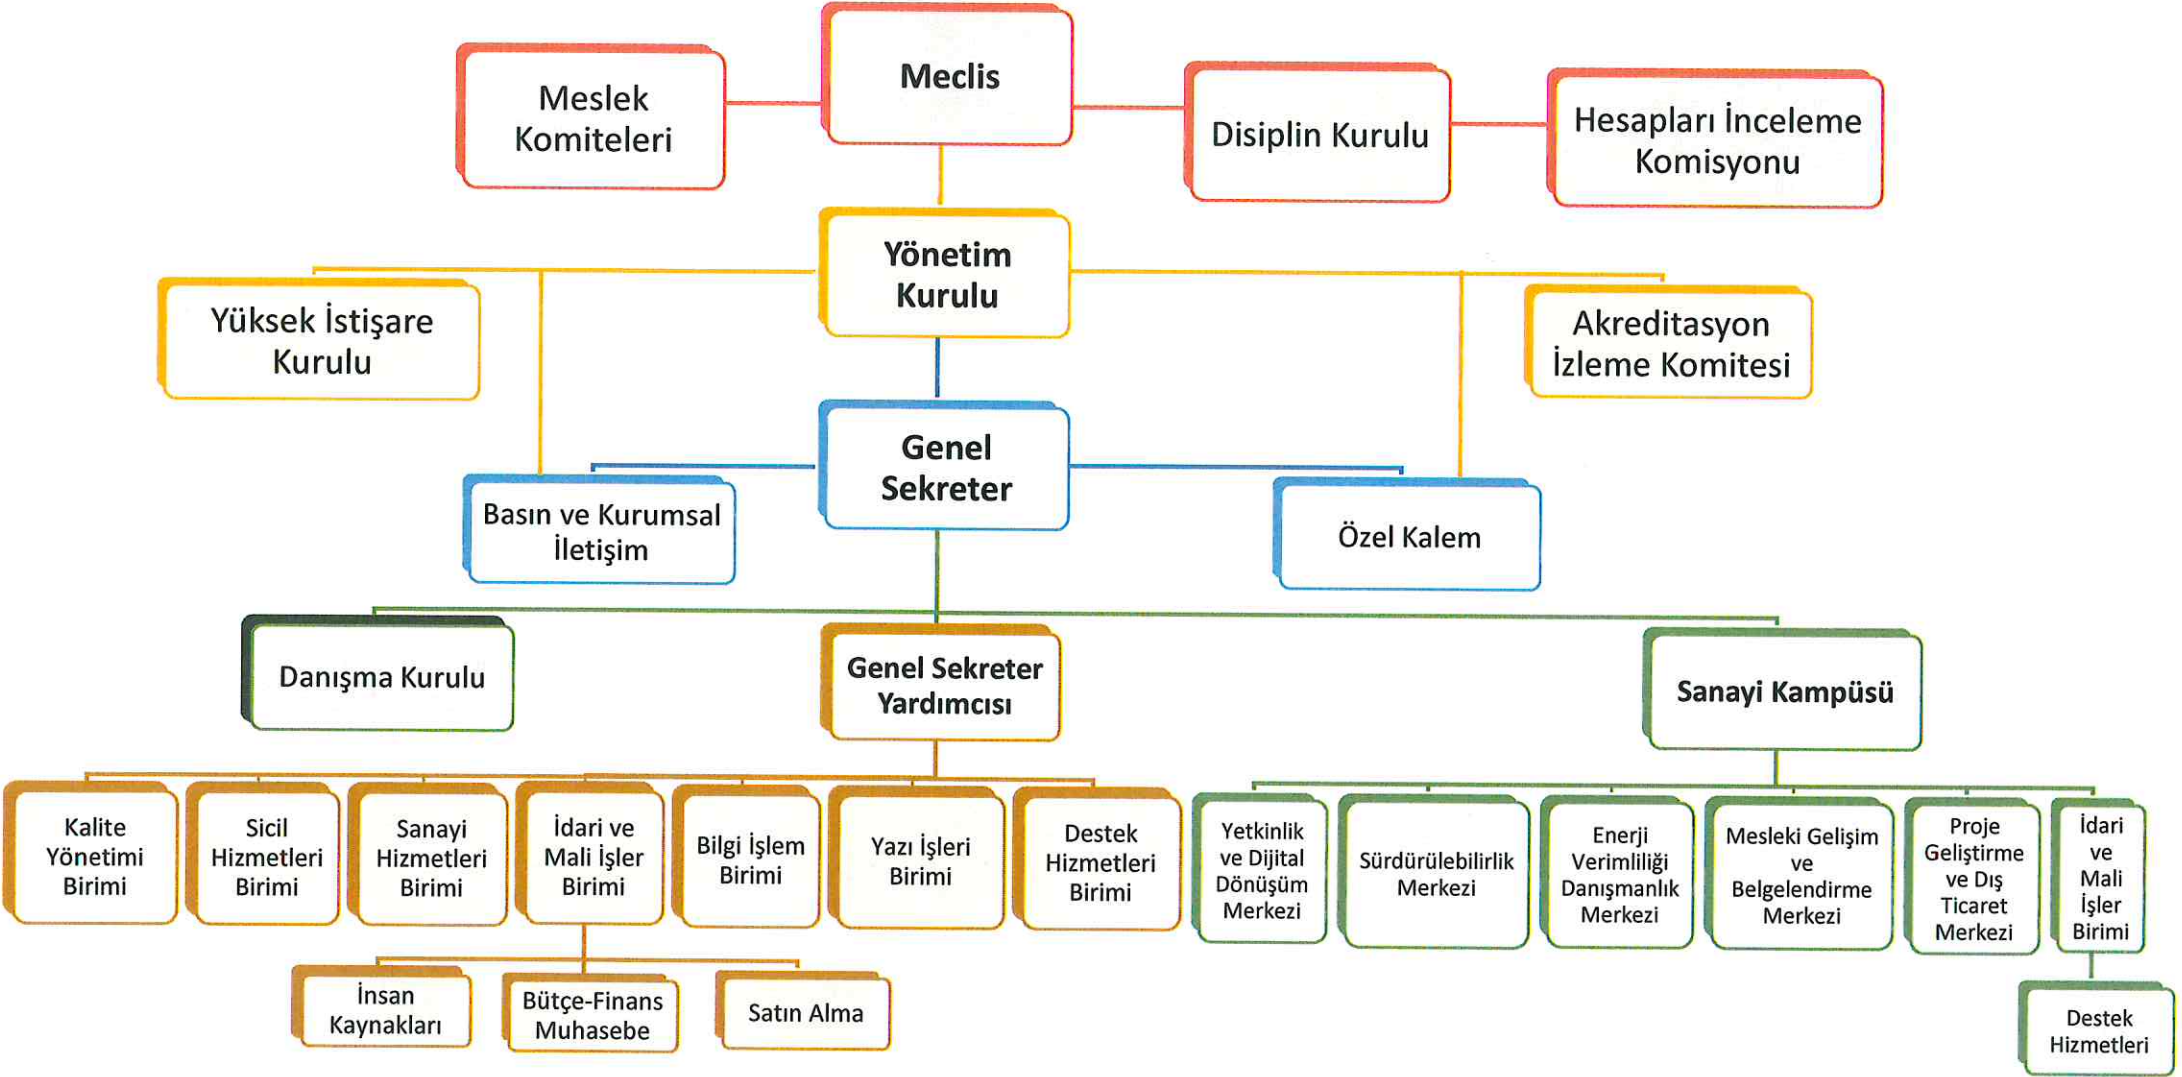 Meclis
Meslek
Komiteleri
Disiplin Kurulu
Hesapları İnceleme
Komisyonu
Yönetim
Kurulu
Yüksek İstişare
Kurulu
Akreditasyon
İzleme Komitesi
Genel
Sekreter
Basın ve Kurumsal
İletişim
Özel Kalem
Danışma Kurulu
Genel Sekreter
Yardımcısı
Sanayi Kampüsü
Kalite
Yönetimi
Birimi
Sicil
Hizmetleri
Birimi
Sanayi
Hizmetleri
Birimi
İdari ve
Mali İşler
Birimi
Bilgi İşlem
Birimi
Yazı İşleri
Birimi
Destek
Hizmetleri
Birimi
Yetkinlik
ve Dijital
Dönüşüm
Merkezi
Sürdürülebilirlik
Merkezi
Enerji
Verimliliği
Danışmanlık
Merkezi
Mesleki Gelişim
ve
Belgelendirme
Merkezi
Proje
Geliştirme
ve Dış
Ticaret
Merkezi
İdari
ve
Mali
İşler
Birimi
İnsan
Kaynakları
Bütçe-Finans
Muhasebe
Satın Alma
Destek
Hizmetleri